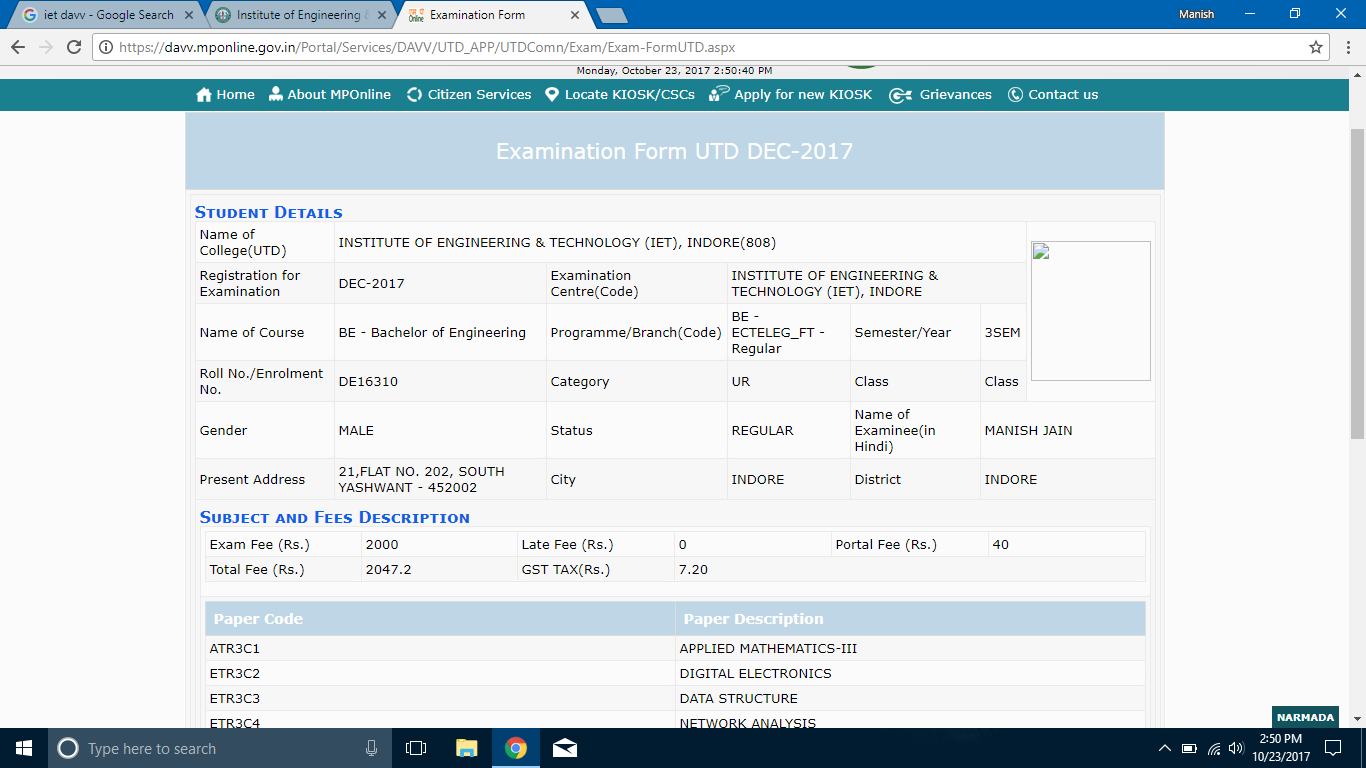 iet davv - Google Search
Institute of Engineering &
Examination Form
Manish
https://davv.mponline.gov.in/Portal/Services/DAVV/UTD_APP/UTDComn/Exam/Exam-FormUTD.aspx
Monday, October 23, 2017 2:50:40 PM
Home About MPOnline Citizen Services Locate KIOSK/CSCs Apply for new KIOSK Grievances Contact us
Examination Form UTD DEC-2017
STUDENT DETAILS
Name of
College(UTD)
INSTITUTE OF ENGINEERING & TECHNOLOGY (IET), INDORE(808)
Registration for
Examination
DEC-2017
Examination
Centre(Code)
INSTITUTE OF ENGINEERING &
TECHNOLOGY (IET), INDORE
Name of Course
BE - Bachelor of Engineering
Programme/Branch(Code)
BE -
ECTELEG_FT -
Regular
Semester/Year
3SEM
Roll No./Enrolment
No.
DE16310
Category
UR
Class
Class
Gender
MALE
Status
REGULAR
Name of
Examinee(in
Hindi)
MANISH JAIN
Present Address
21,FLAT NO. 202, SOUTH
YASHWANT - 452002
City
INDORE
District
INDORE
SUBJECT AND FEES DESCRIPTION
Exam Fee (Rs.) 2000 Late Fee (Rs.) 0 Portal Fee (Rs.) 40
Total Fee (Rs.) 2047.2 GST TAX(Rs.) 7.20
Paper Code Paper Description
ATR3C1 APPLIED MATHEMATICS-III
ETR3C2 DIGITAL ELECTRONICS
ETR3C3 DATA STRUCTURE
ETR3C4 NETWORK ANALYSIS
NARMADA
Type here to search
2:50 PM
10/23/2017